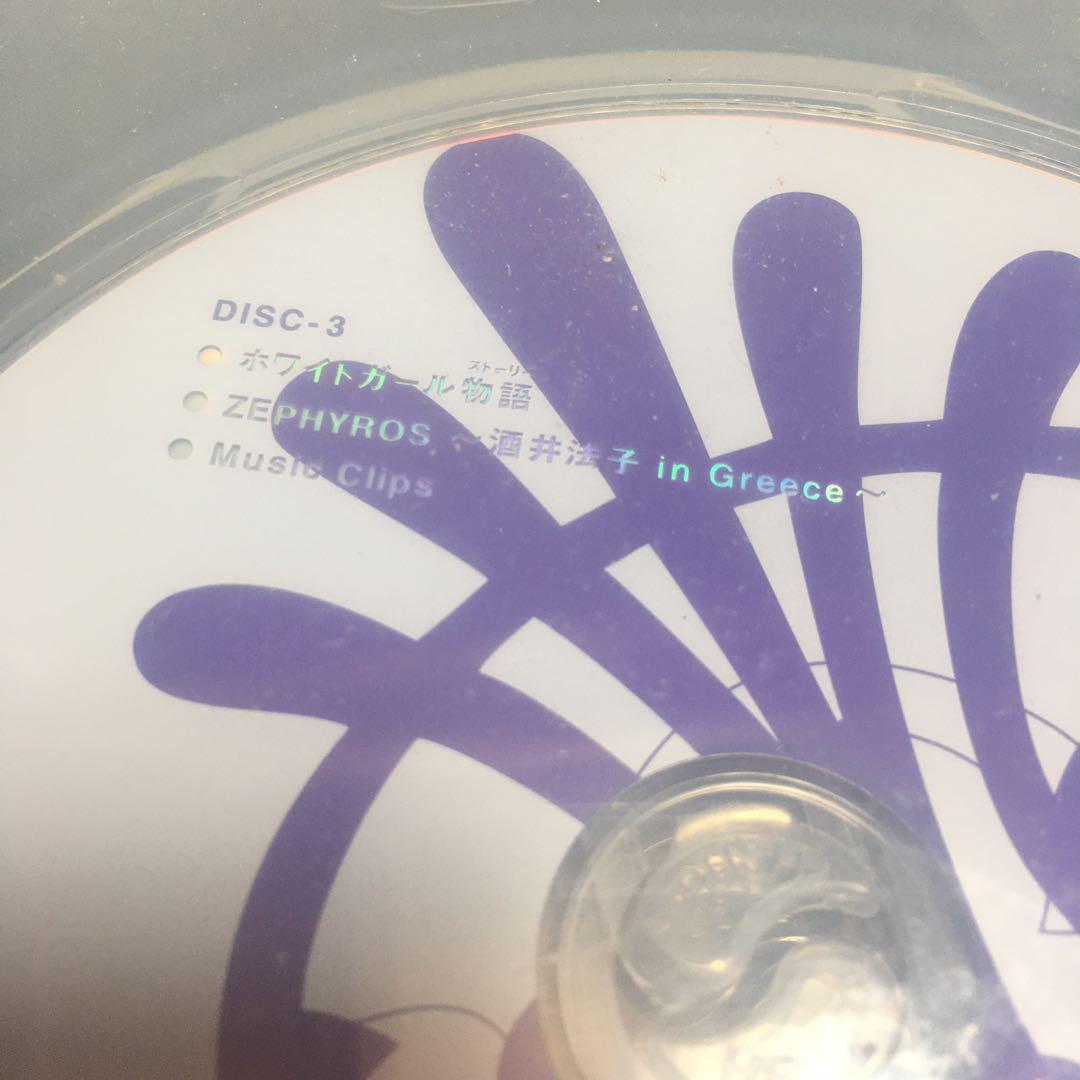 DISC-3
ストーリー
ホワイトガール物語
ZEPHYROS ～酒井法子 in Greece～
Music Clips
OPEN